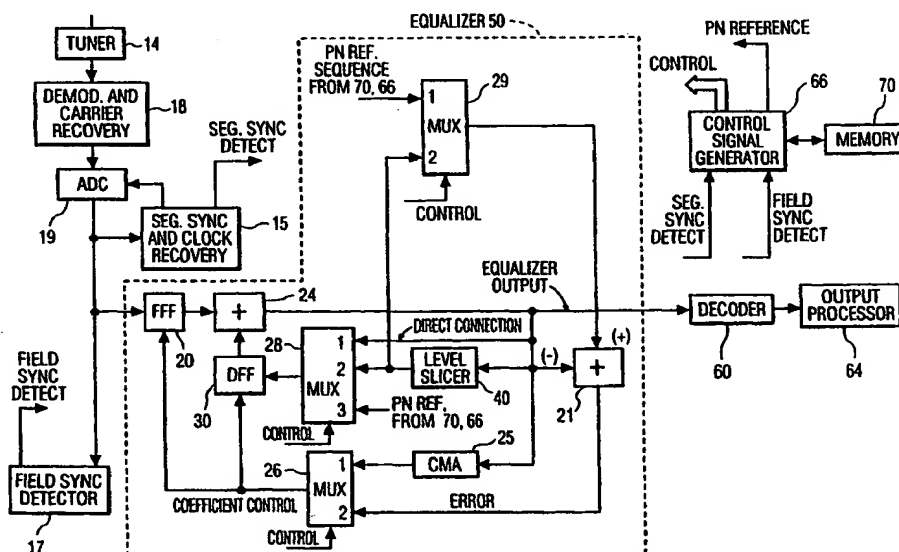 EQUALIZER 50
TUNER
14
DEMOD. AND
CARRIER
RECOVERY
18
SEG. SYNC
DETECT
ADC
19
SEG. SYNC
AND CLOCK
RECOVERY
15
PN REF.
SEQUENCE
FROM 70, 66
1
MUX
2
29
CONTROL
PN REFERENCE
CONTROL
66
CONTROL
SIGNAL
GENERATOR
70
MEMORY
SEG.
SYNC
DETECT
FIELD
SYNC
DETECT
EQUALIZER
OUTPUT
DECODER
60
OUTPUT
PROCESSOR
64
FFF
20
+
24
DIRECT CONNECTION
28
1
2
MUX
3
LEVEL
SLICER
40
(-)
(+)
+
21
DFF
30
PN REF.
FROM 70, 66
CONTROL
FIELD
SYNC
DETECT
FIELD SYNC
DETECTOR
17
COEFFICIENT CONTROL
26
1
MUX
2
25
CMA
ERROR
CONTROL